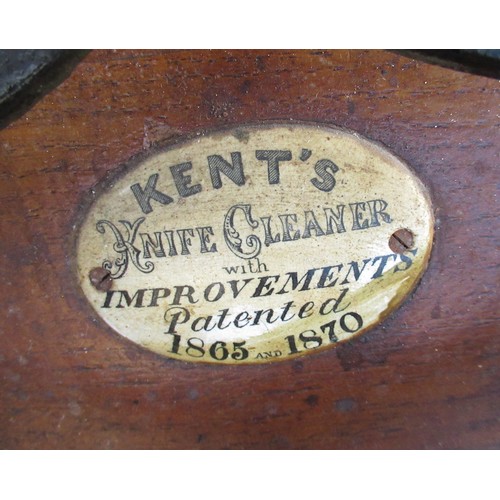 KENT'S
KNIFE CLEANER
with
IMPROVEMENTS
Patented
1865 AND 1870